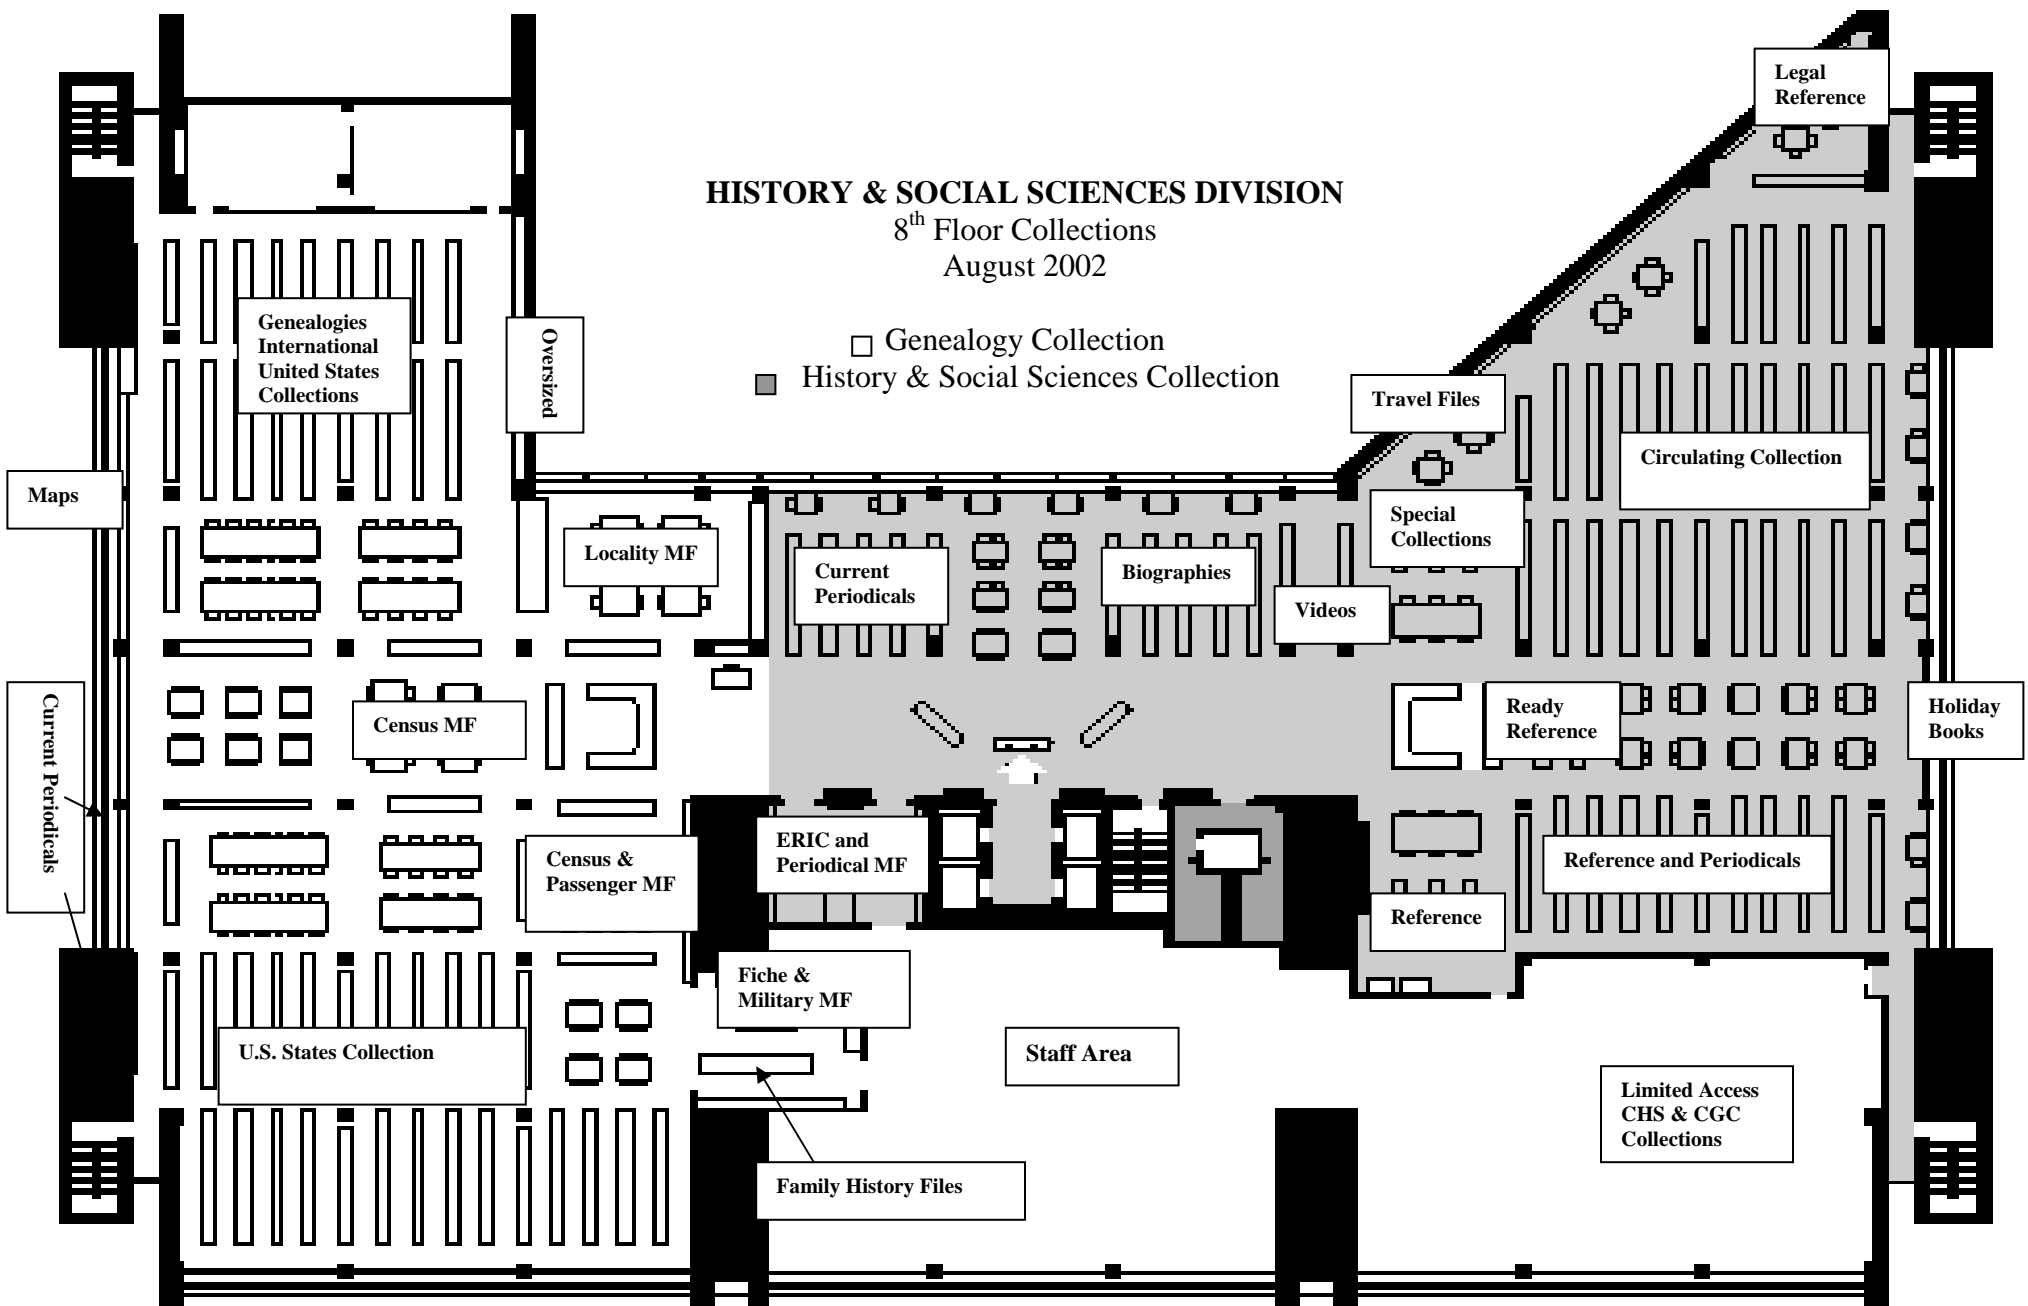 Legal
Reference
HISTORY & SOCIAL SCIENCES DIVISION
8th Floor Collections
August 2002
Genealogy Collection
History & Social Sciences Collection
Genealogies
International
United States
Collections
Oversized
Travel Files
Circulating Collection
Maps
Special
Collections
Locality MF
Current
Periodicals
Biographies
Videos
Current Periodicals
Census MF
Ready
Reference
Holiday
Books
Census &
Passenger MF
ERIC and
Periodical MF
Reference and Periodicals
Reference
Fiche &
Military MF
U.S. States Collection
Staff Area
Limited Access
CHS & CGC
Collections
Family History Files